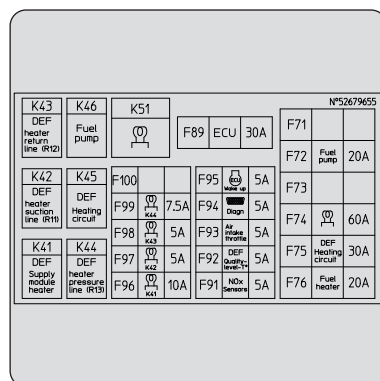 N°52679655
K43
DEF
heater
return
line (R12)
K46
Fuel
pump
K51
F89 ECU 30A
F71
F72 Fuel pump 20A
F73
F74 60A
F75 DEF Heating circuit 30A
F76 Fuel heater 20A
K42
DEF
heater
suction
line (R11)
K45
DEF
Heating
circuit
K41
DEF
Supply
module
heater
K44
DEF
heater
pressure
line (R13)
F100
F99 K44 7.5A
F98 K43 5A
F97 K42 5A
F96 K41 10A
F95 ECU Wake up 5A
F94 Diagn 5A
F93 Air intake throttle 5A
F92 DEF Quality-level-T° 5A
F91 NOx Sensors 5A